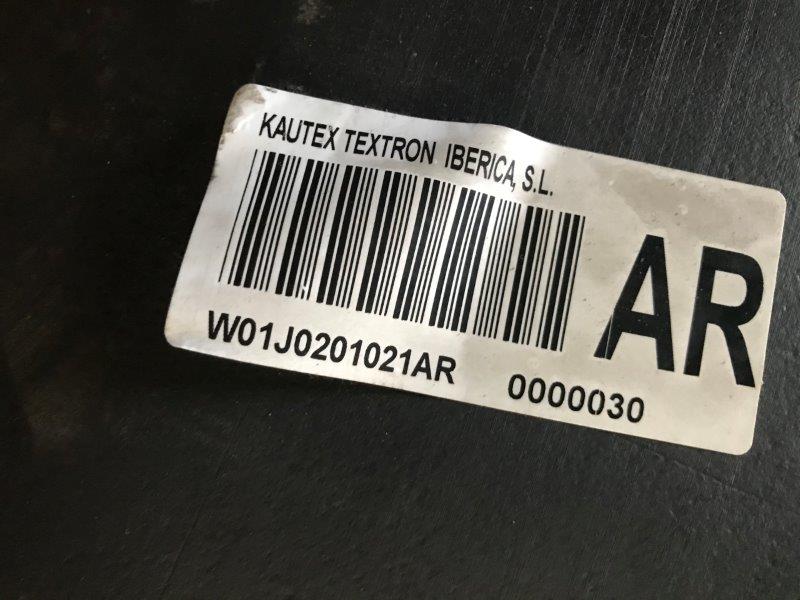 KAUTEX TEXTRON IBERICA, S.L.
AR
W01J0201021AR 0000030